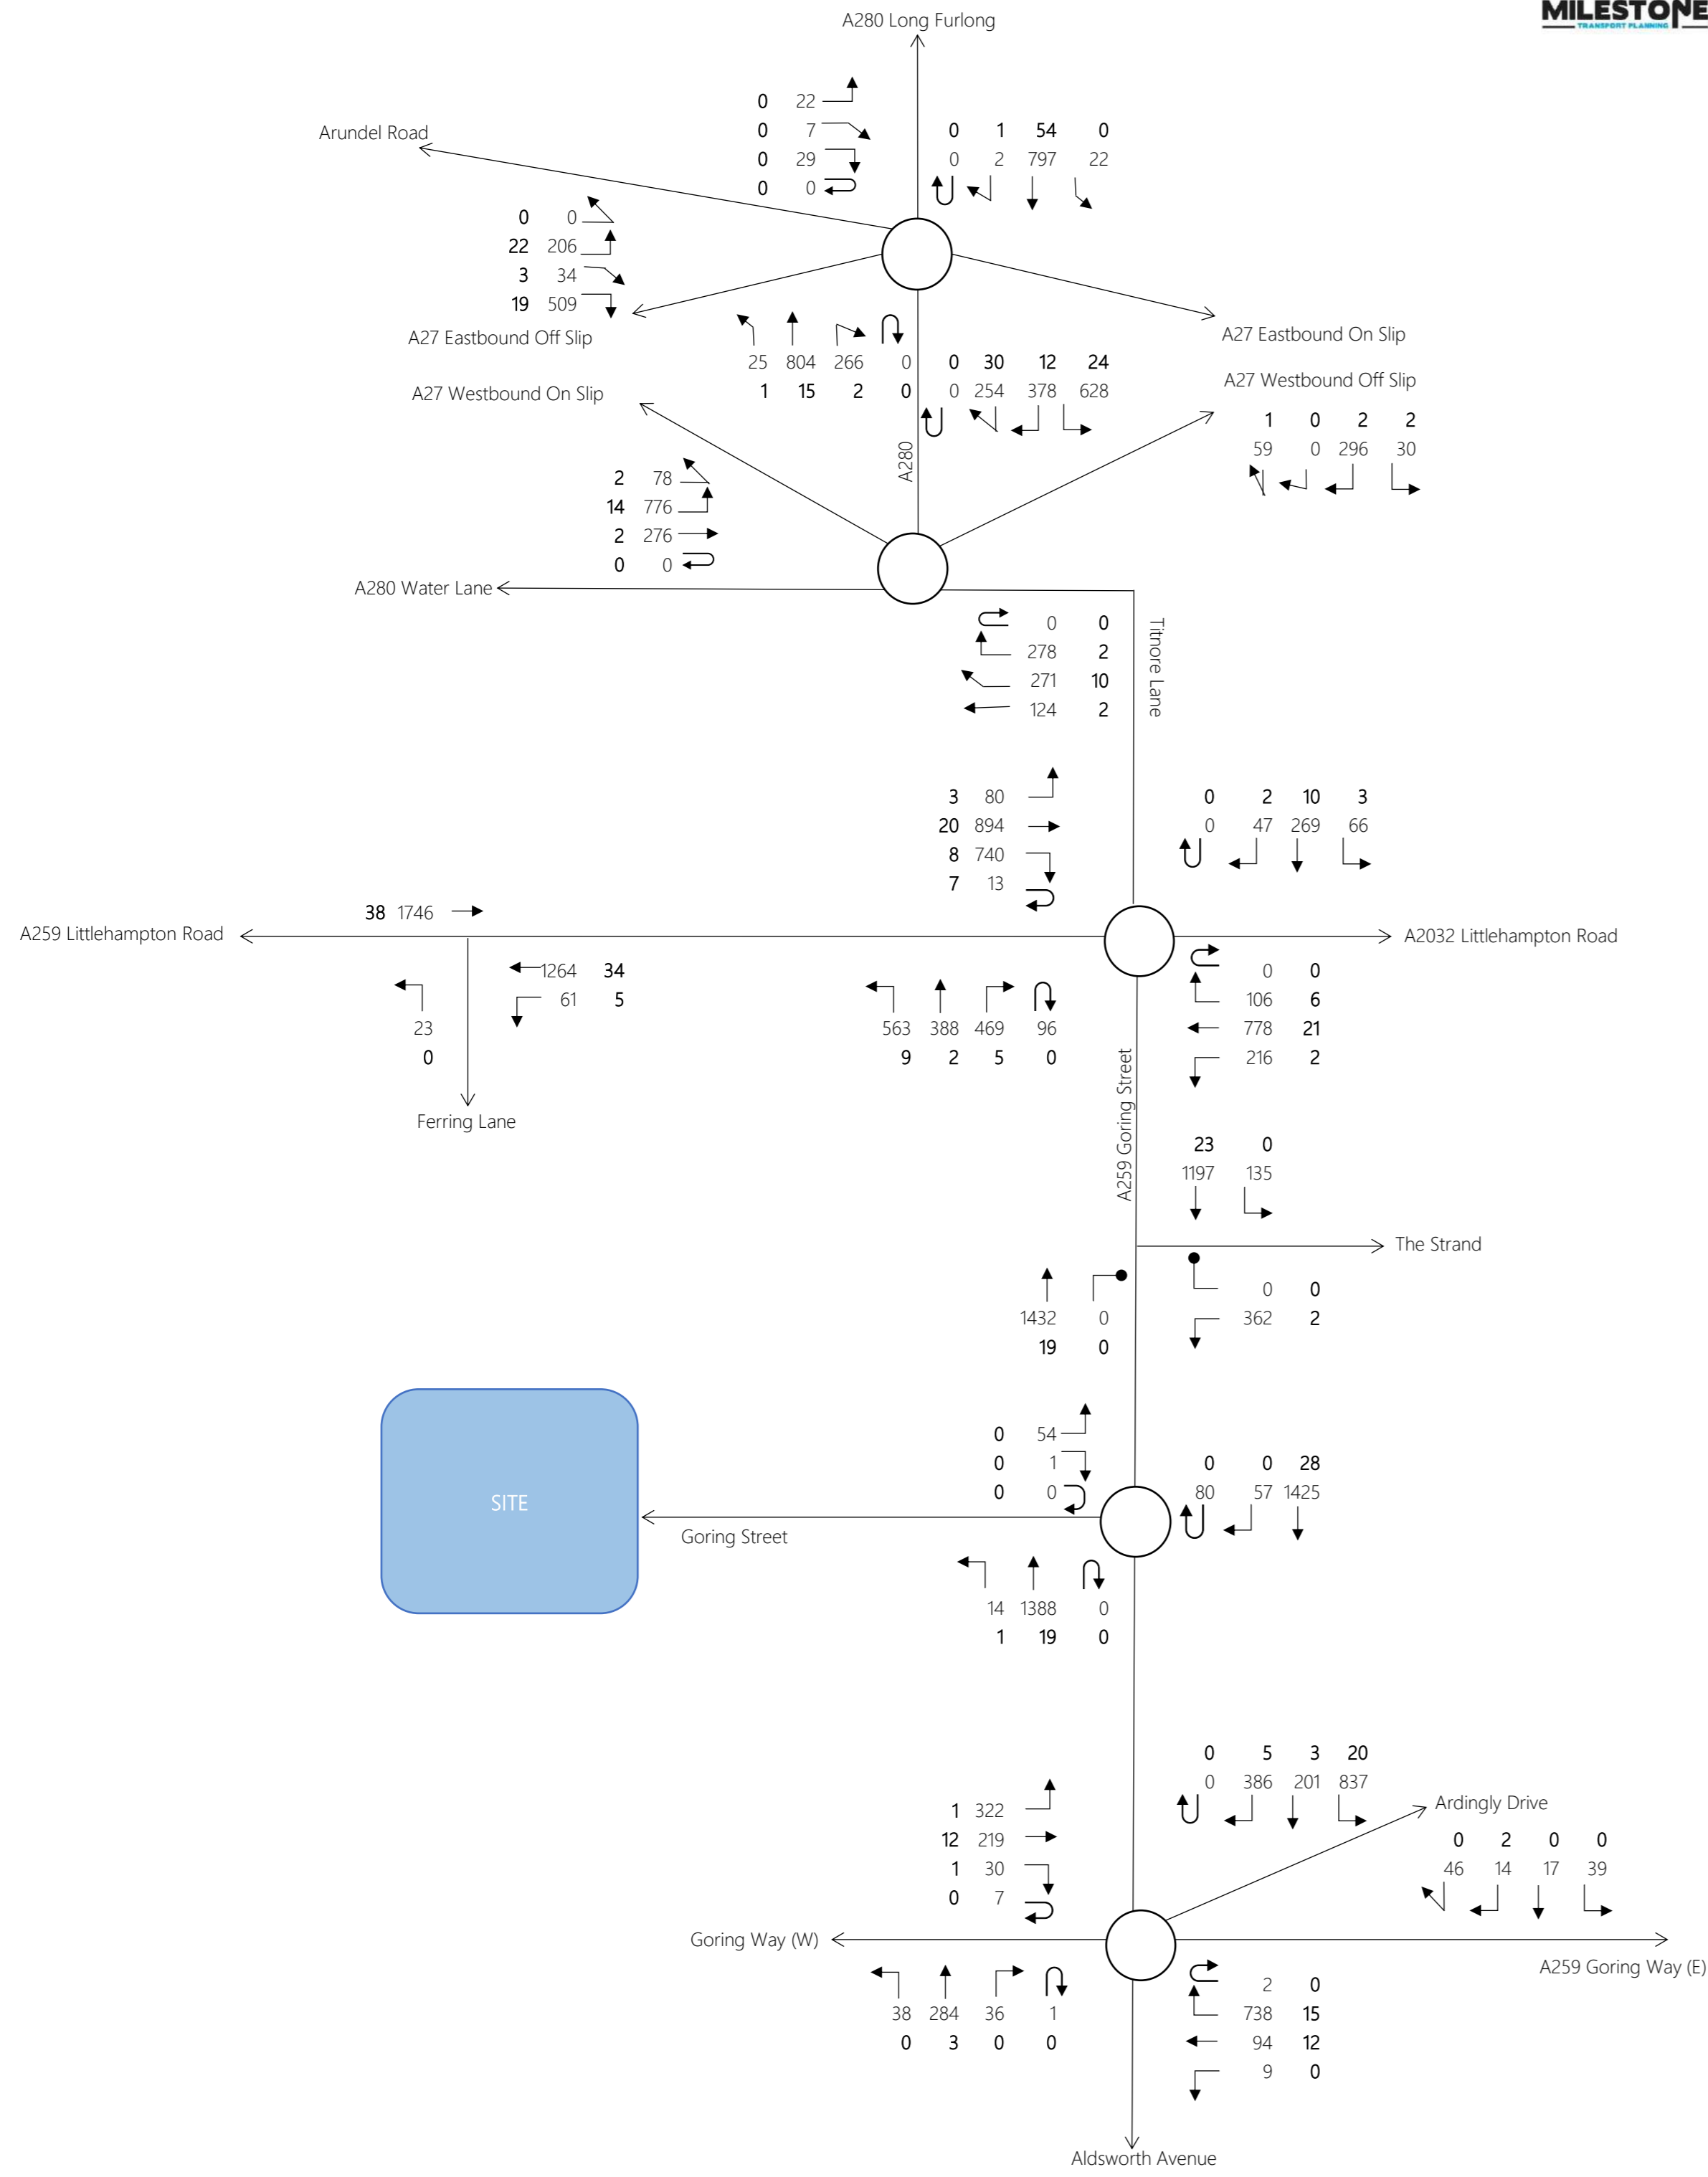 MILESTONE
TRANSPORT PLANNING
A280 Long Furlong
0 22
0 7
0 29
0 0
Arundel Road
0 1 54 0
0 2 797 22
0 0
22 206
3 34
19 509
A27 Eastbound Off Slip
A27 Eastbound On Slip
25 804 266 0
1 15 2 0
0 30 12 24
0 254 378 628
A27 Westbound On Slip
A27 Westbound Off Slip
1 0 2 2
59 0 296 30
A280
2 78
14 776
2 276
0 0
A280 Water Lane
0 0
278 2
271 10
124 2
Titnore Lane
3 80
20 894
8 740
7 13
0 2 10 3
0 47 269 66
38 1746
A259 Littlehampton Road
A2032 Littlehampton Road
1264 34
61 5
23
0
Ferring Lane
563 388 469 96
9 2 5 0
0 0
106 6
778 21
216 2
A259 Goring Street
23 0
1197 135
The Strand
1432 0
19 0
0 0
362 2
0 54
0 1
0 0
0 0 28
80 57 1425
SITE
Goring Street
14 1388 0
1 19 0
0 5 3 20
0 386 201 837
1 322
12 219
1 30
0 7
Ardingly Drive
0 2 0 0
46 14 17 39
Goring Way (W)
A259 Goring Way (E)
38 284 36 1
0 3 0 0
2 0
738 15
94 12
9 0
Aldsworth Avenue